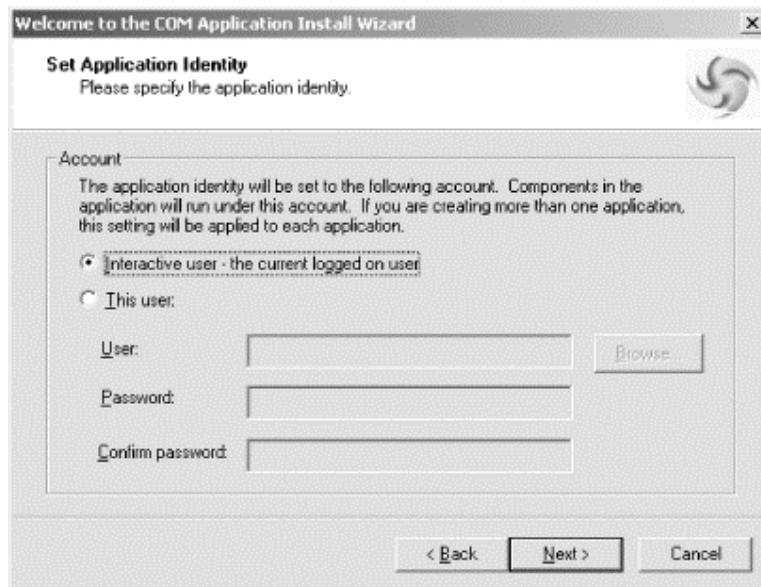 Welcome to the COM Application Install Wizard
Set Application Identity
Please specify the application identity.
Account
The application identity will be set to the following account. Components in the
application will run under this account. If you are creating more than one application,
this setting will be applied to each application.
Interactive user - the current logged on user
This user:
User:
Browse...
Password:
Confirm password:
< Back
Next >
Cancel